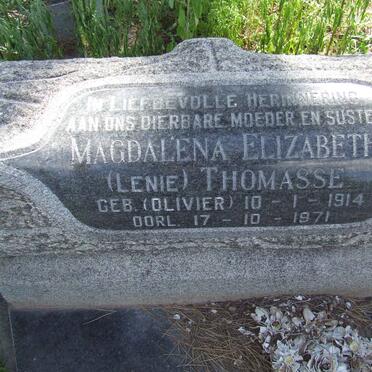 IN LIEFDEVOLLE HERINNERING
AAN ONS DIERBARE MOEDER EN SUSTER
MAGDALENA ELIZABETH
(LENIE) THOMASSE
GEB. (OLIVIER) 10 - 1 - 1914
OORL. 17 - 10 - 1971